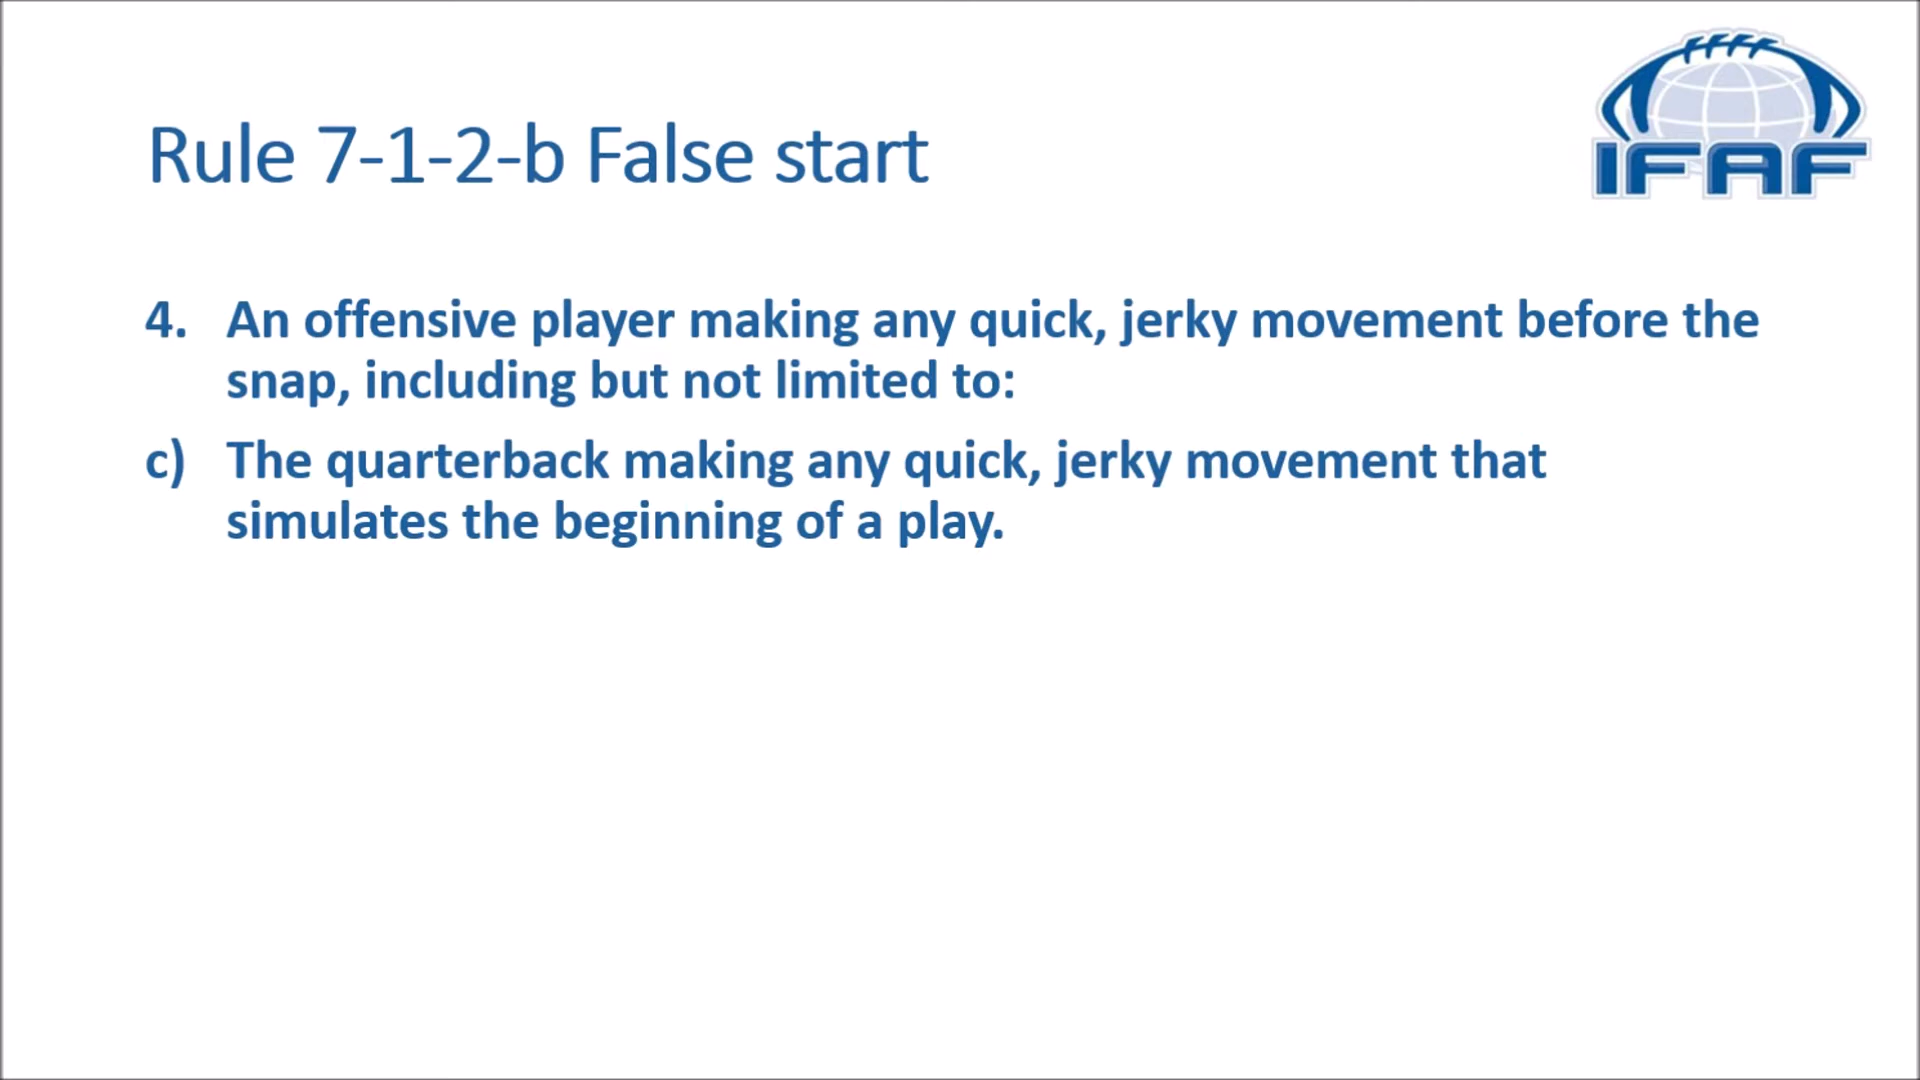 Rule 7-1-2-b False start
IFAF
4. An offensive player making any quick, jerky movement before the
snap, including but not limited to:
c) The quarterback making any quick, jerky movement that
simulates the beginning of a play.